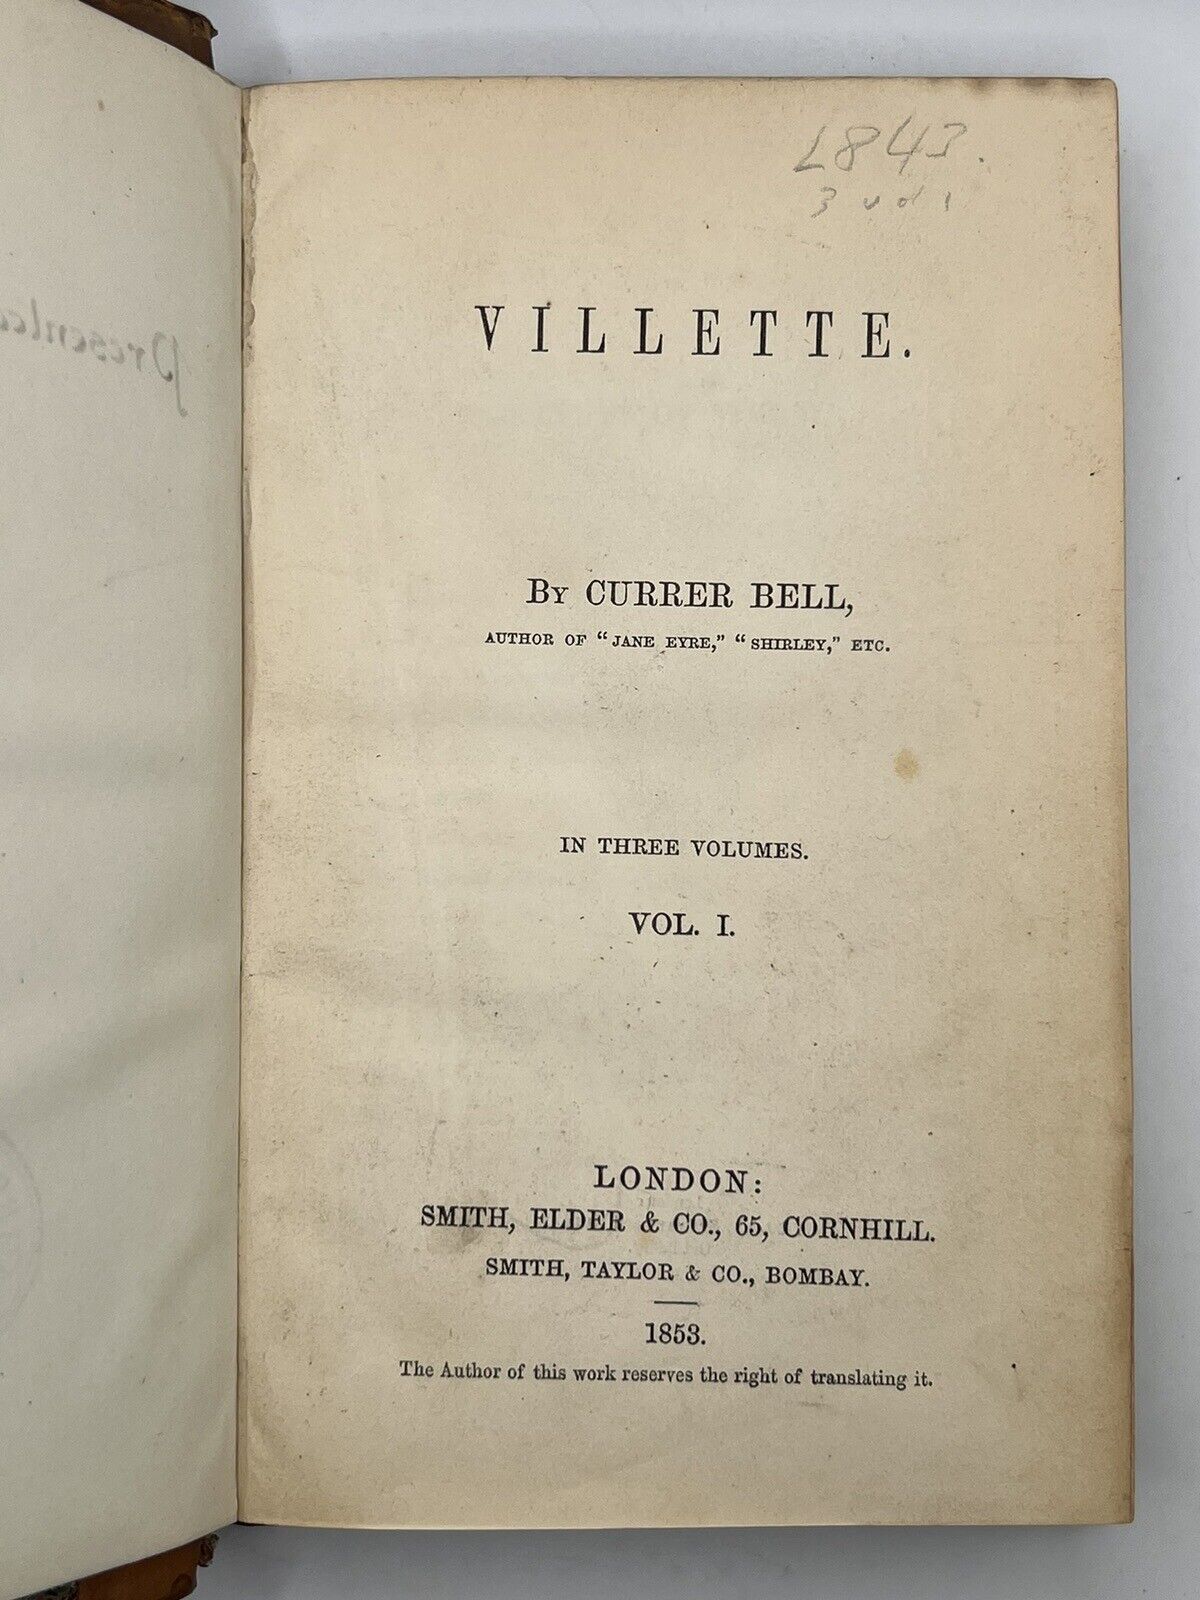 L843.
3 vol
VILLETTE.
BY CURRER BELL,
AUTHOR OF "JANE EYRE," "SHIRLEY," ETC.
IN THREE VOLUMES.
VOL. I.
LONDON:
SMITH, ELDER & CO., 65, CORNHILL.
SMITH, TAYLOR & CO., BOMBAY.
1853.
The Author of this work reserves the right of translating it.